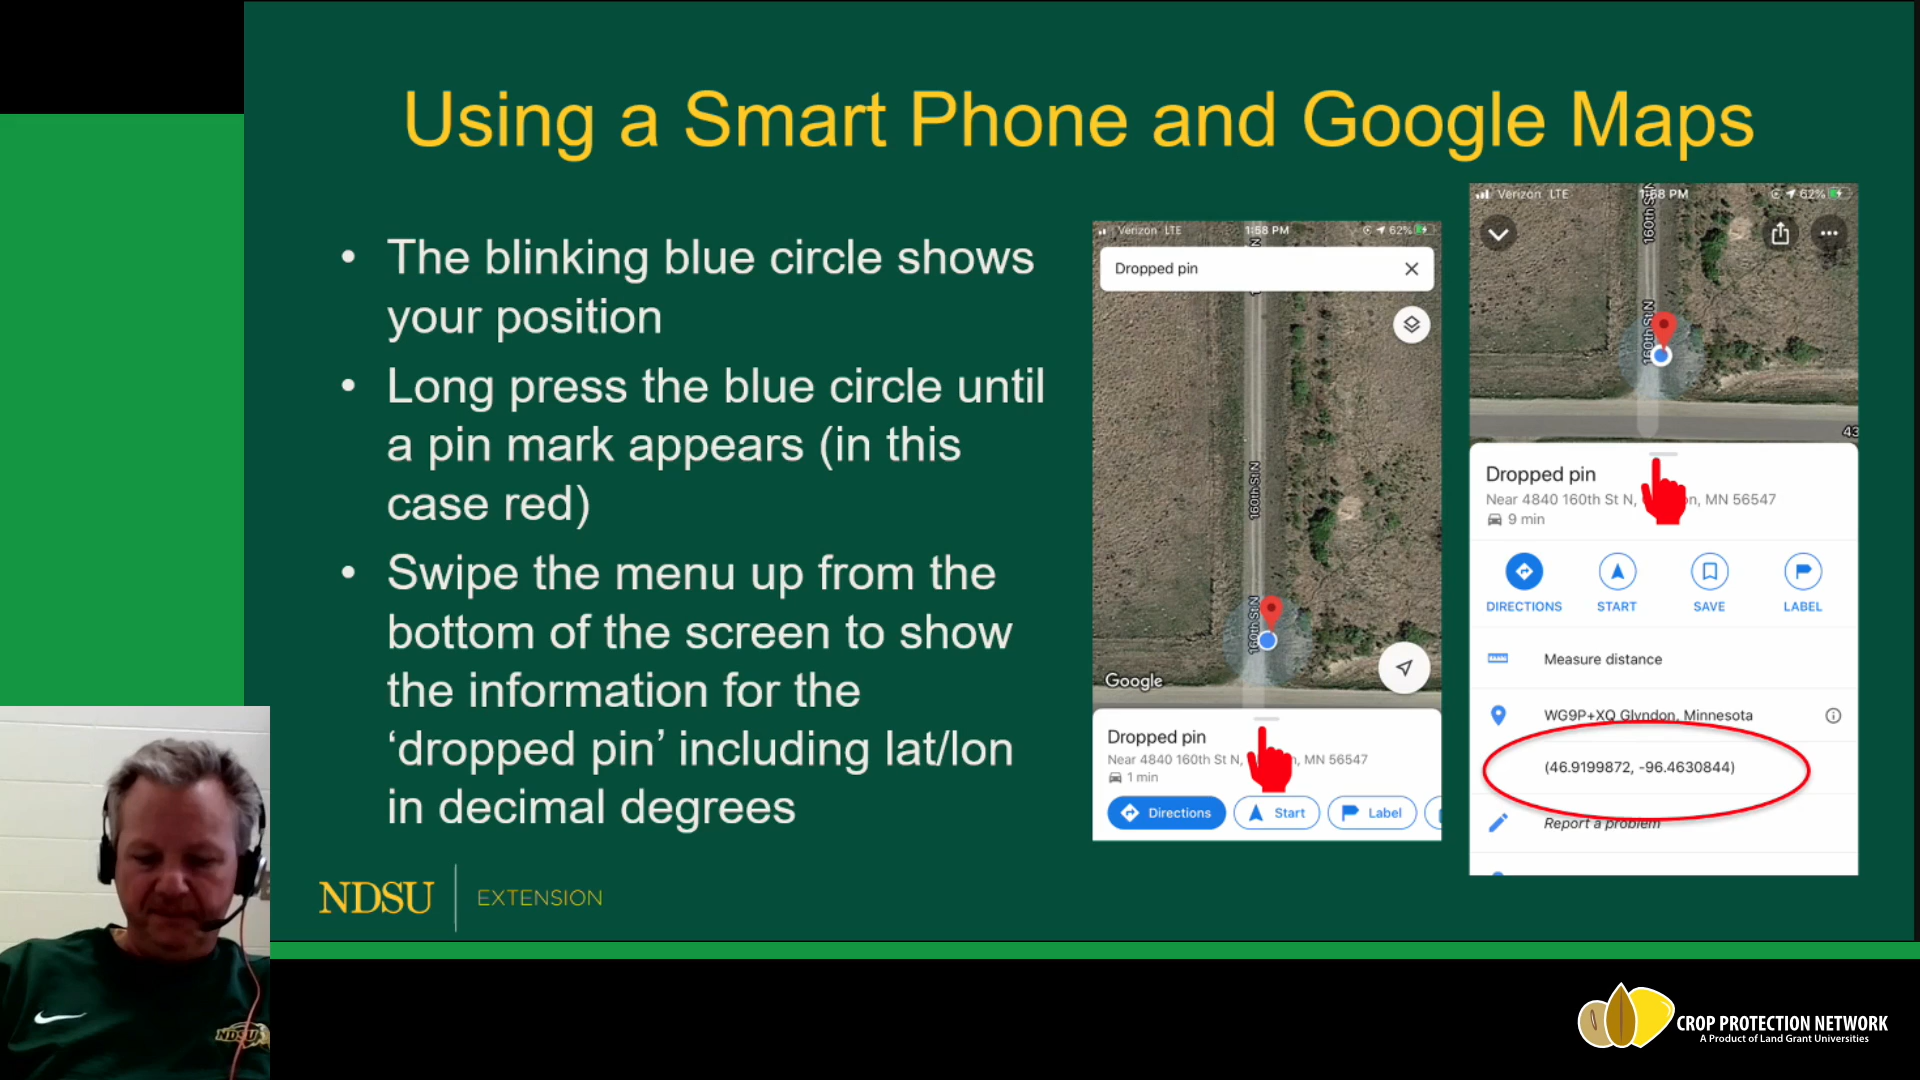 Using a Smart Phone and Google Maps
• The blinking blue circle shows
your position
• Long press the blue circle until
a pin mark appears (in this
case red)
• Swipe the menu up from the
bottom of the screen to show
the information for the
‘dropped pin’ including lat/lon
in decimal degrees
NDSU
EXTENSION
Verizon LTE
1:58 PM
62%
Dropped pin
160th St N
160th St N
Google
Dropped pin
Near 4840 160th St N, MN 56547
1 min
Directions
Start
Label
Verizon LTE
1:58 PM
62%
160th St N
160th St N
43
Dropped pin
Near 4840 160th St N, MN 56547
9 min
DIRECTIONS
START
SAVE
LABEL
Measure distance
WG9P+XQ Glyndon, Minnesota
(46.9199872, -96.4630844)
Report a problem
NDSU
CROP PROTECTION NETWORK
A Product of Land Grant Universities